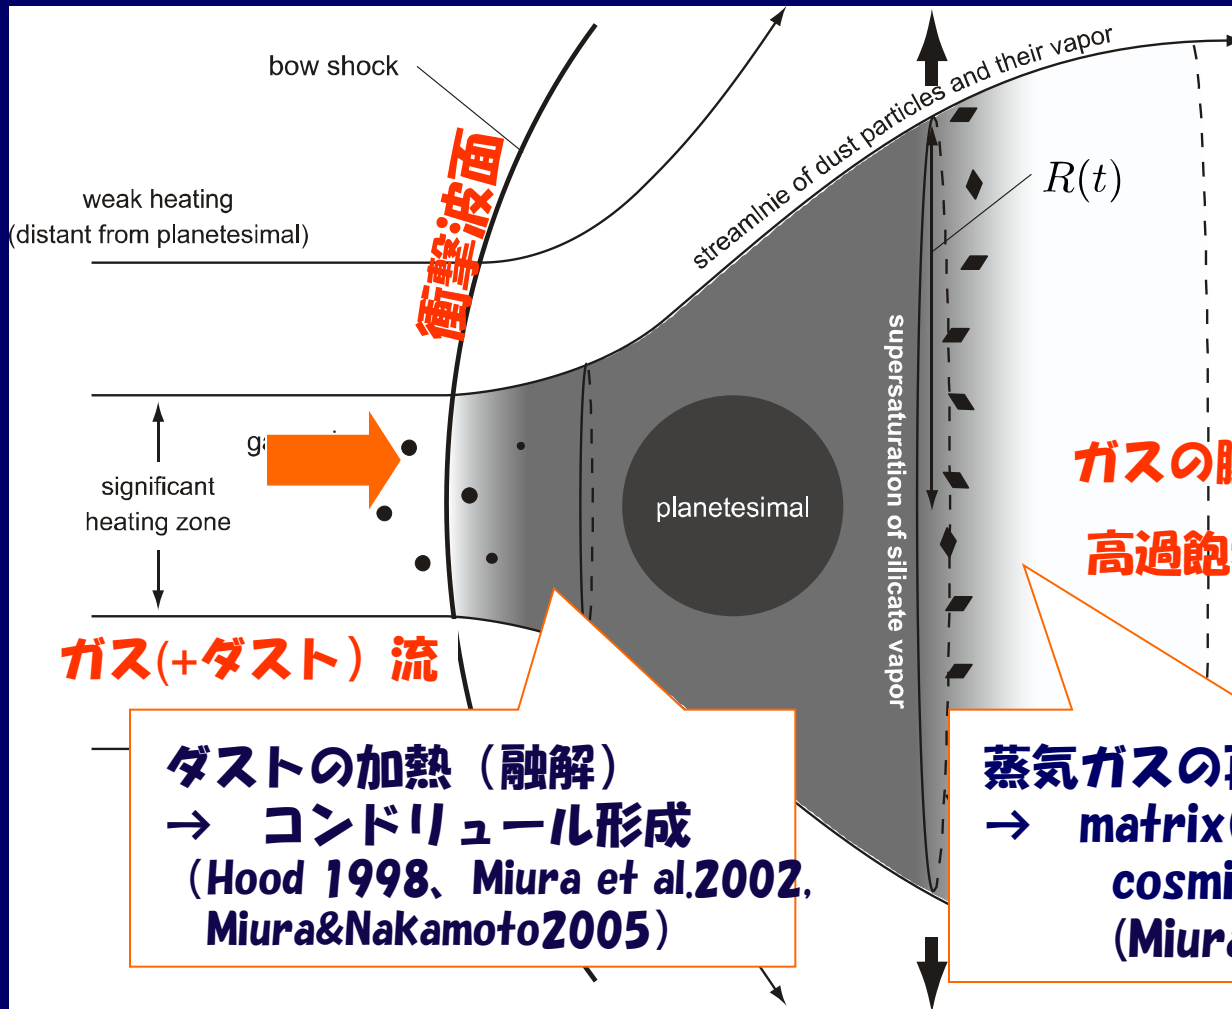 bow shock
衝撃波面
weak heating
(distant from planetesimal)
streamlnie of dust particles and their vapor
R(t)
significant
heating zone
planetesimal
supersaturation of silicate vapor
ガスの
高過飽
ガス(+ダスト）流
ダストの加熱（融解）
→ コンドリュール形成
（Hood 1998、Miura et al.2002,
Miura&Nakamoto2005）
蒸気ガスの
→ matrix
cosmi
(Miura